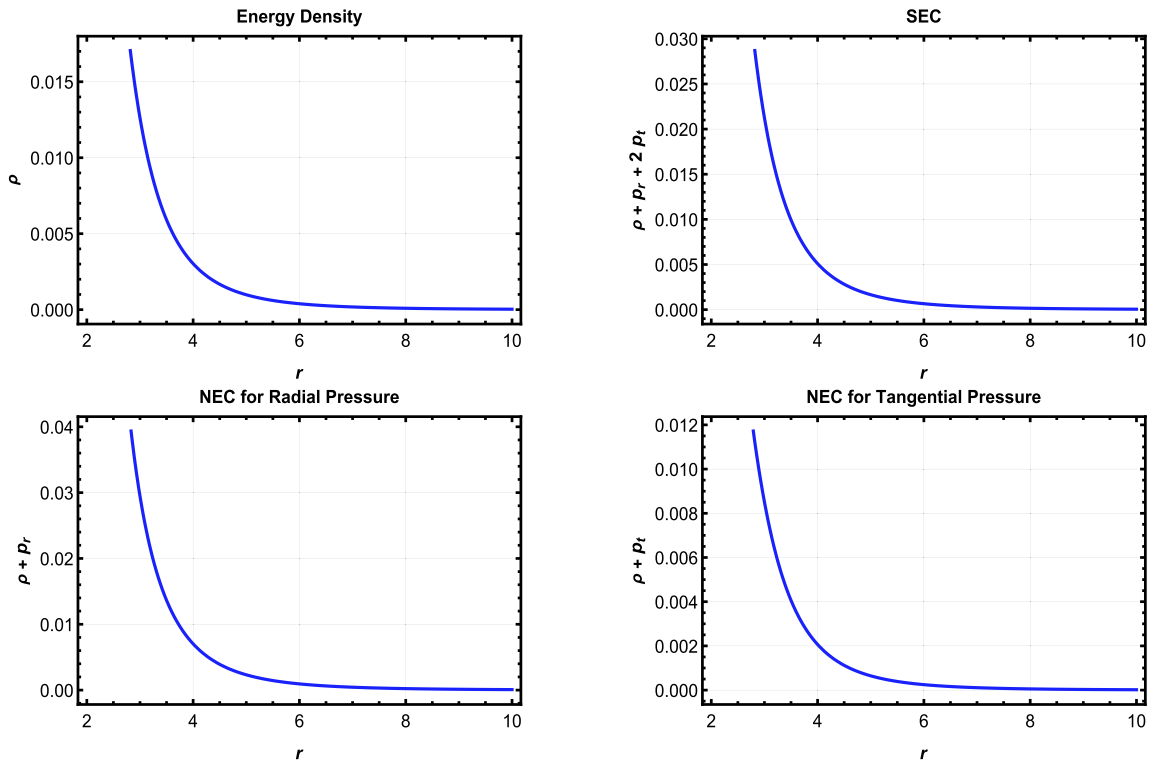 Energy Density
0.015
0.010
0.005
0.000
ρ
2 4 6 8 10
r
SEC
0.030
0.025
0.020
0.015
0.010
0.005
0.000
ρ + pr + 2 pt
2 4 6 8 10
r
NEC for Radial Pressure
0.04
0.03
0.02
0.01
0.00
ρ + pr
2 4 6 8 10
r
NEC for Tangential Pressure
0.012
0.010
0.008
0.006
0.004
0.002
0.000
ρ + pt
2 4 6 8 10
r